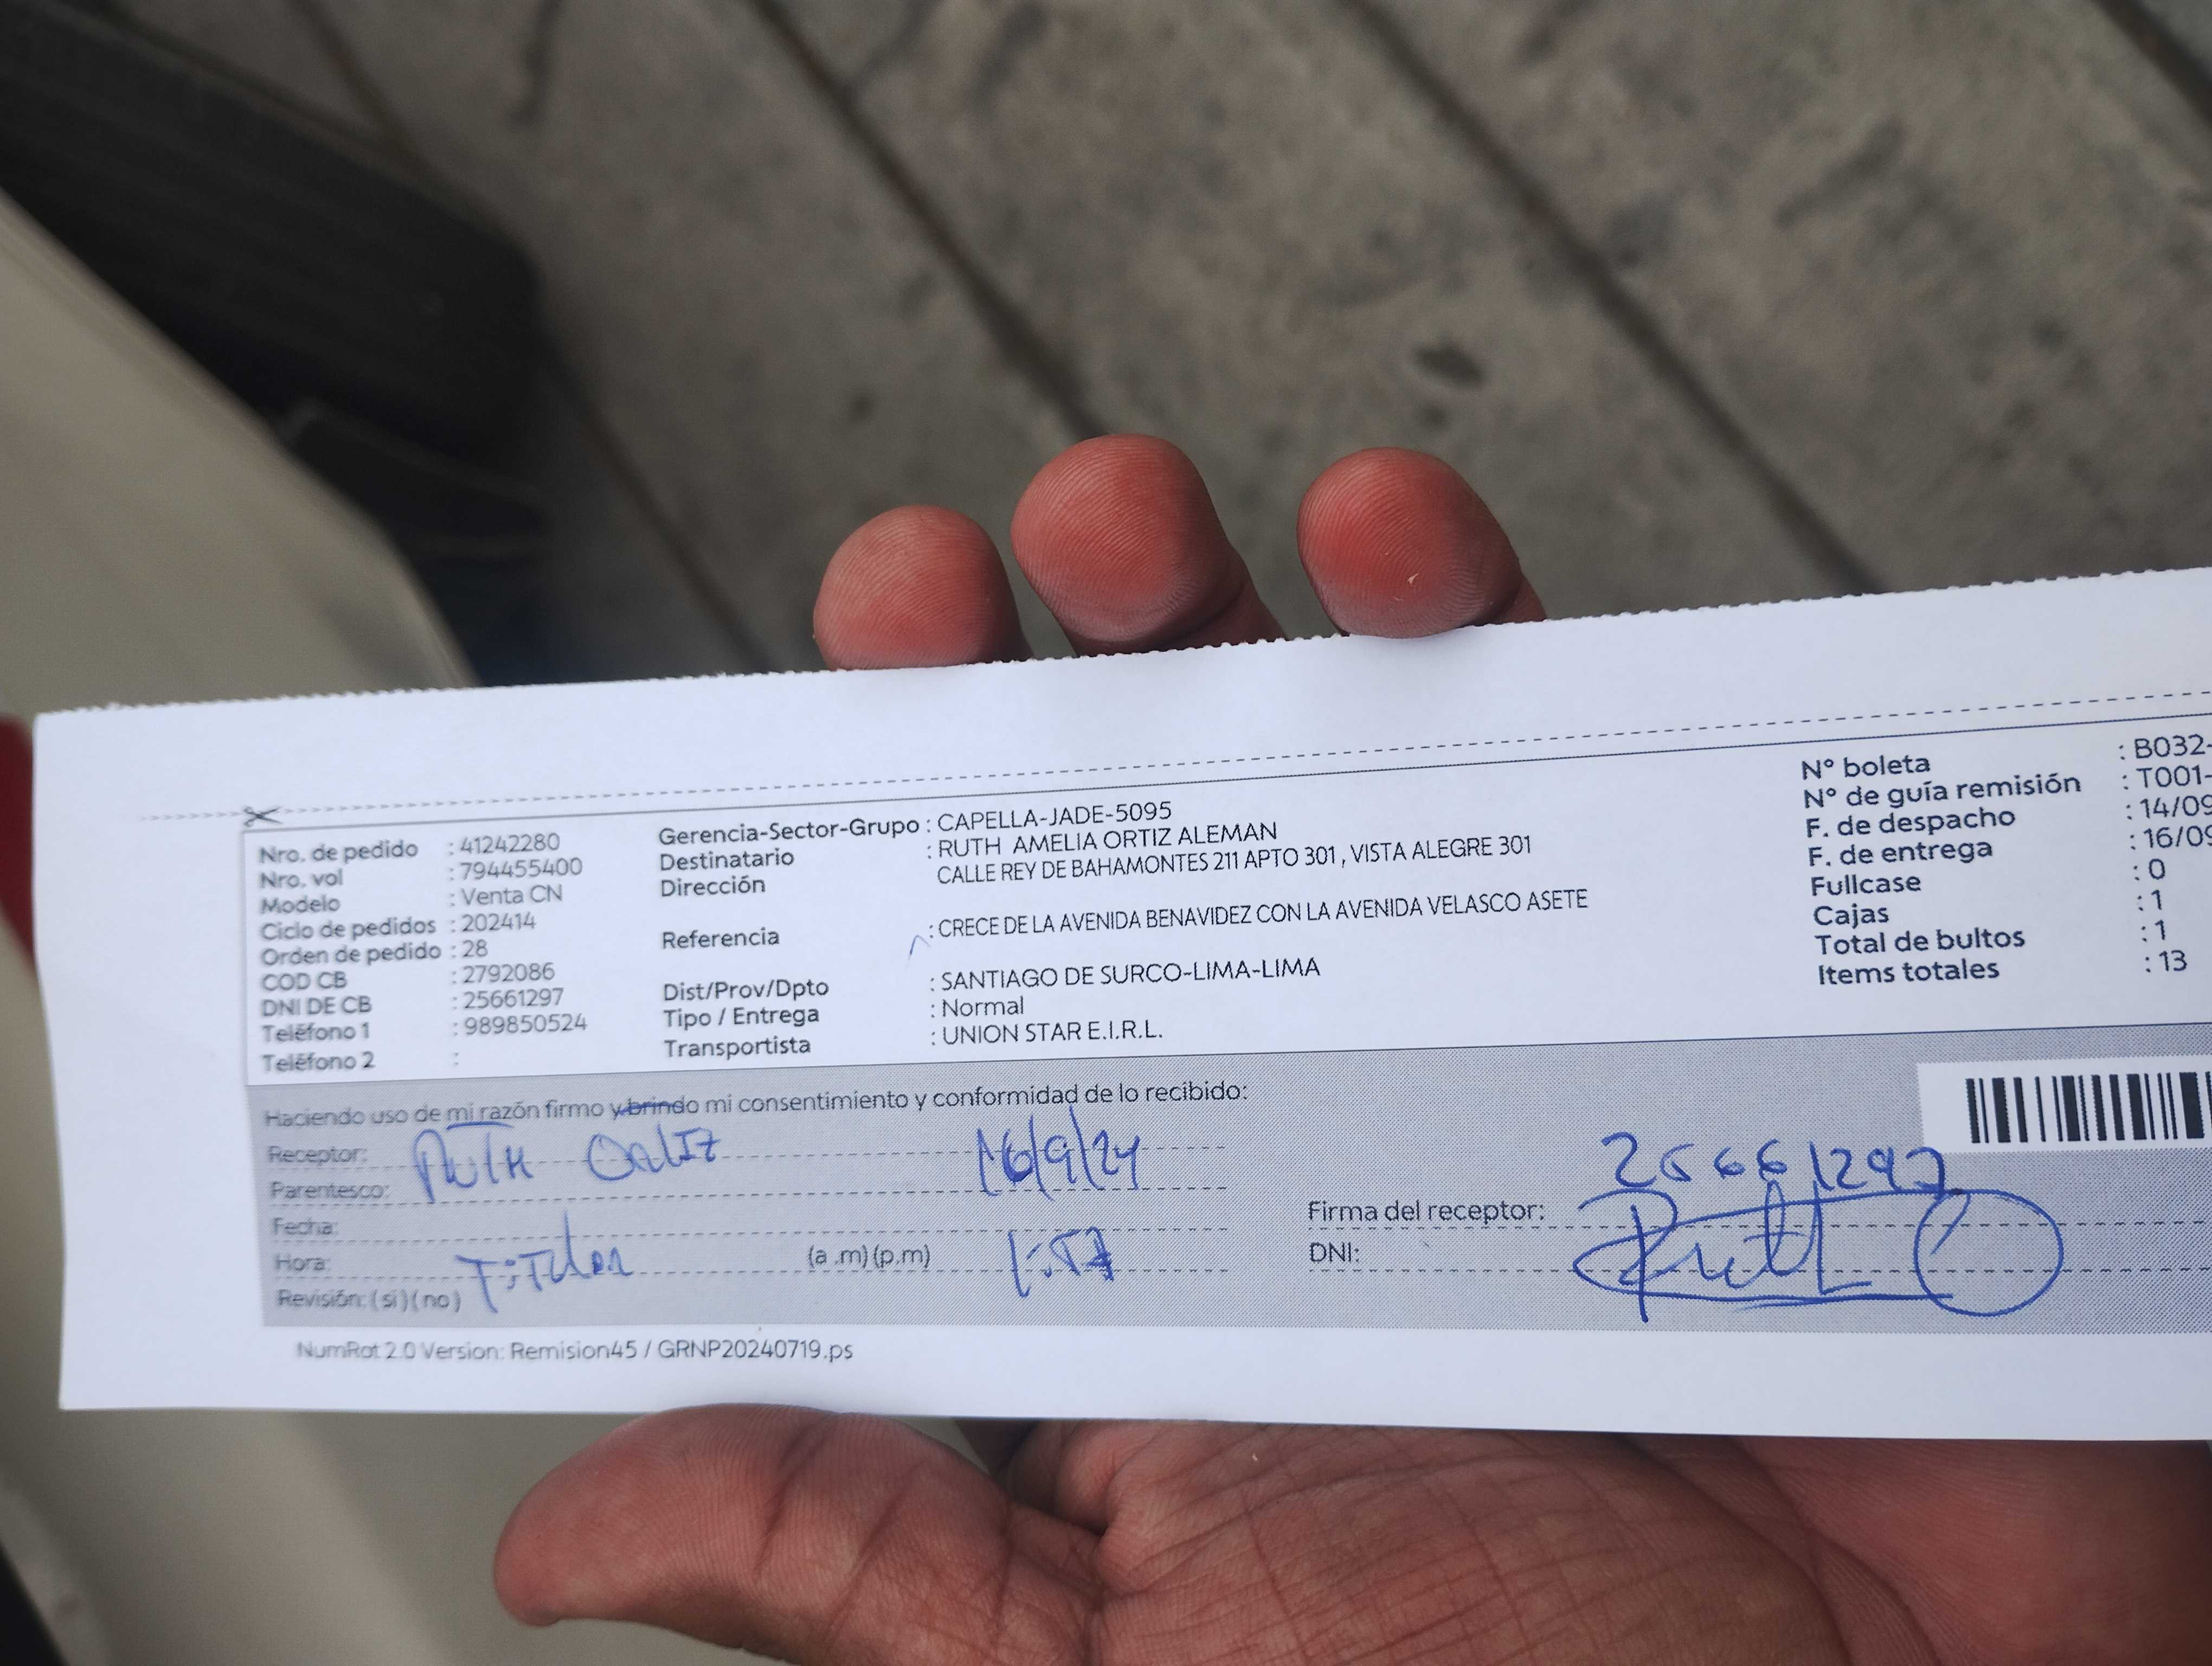 Nro. de pedido : 41242280
Nro. vol : 794455400
Modelo : Venta CN
Ciclo de pedidos : 202414
Orden de pedido : 28
COD CB : 2792086
DNI DE CB : 25661297
Teléfono 1 : 989850524
Teléfono 2 :
Gerencia-Sector-Grupo : CAPELLA-JADE-5095
Destinatario : RUTH AMELIA ORTIZ ALEMAN
Dirección CALLE REY DE BAHAMONTES 211 APTO 301 , VISTA ALEGRE 301
Referencia : CRECE DE LA AVENIDA BENAVIDEZ CON LA AVENIDA VELASCO ASETE
Dist/Prov/Dpto : SANTIAGO DE SURCO-LIMA-LIMA
Tipo / Entrega : Normal
Transportista : UNION STAR E.I.R.L.
N° boleta : B032-
N° de guía remisión : T001-
F. de despacho : 14/09
F. de entrega : 16/09
Fullcase : 0
Cajas : 1
Total de bultos : 1
Items totales : 13
Haciendo uso de mi razón firmo y brindo mi consentimiento y conformidad de lo recibido:
Receptor: Ruth Ortiz 16/9/24
Parentesco:
Fecha:
Hora: Titular (a .m) (p.m)
Revisión: ( si ) ( no )
25661297
Firma del receptor: Ruth
DNI:
NumRot 2.0 Version: Remision45 / GRNP20240719.ps